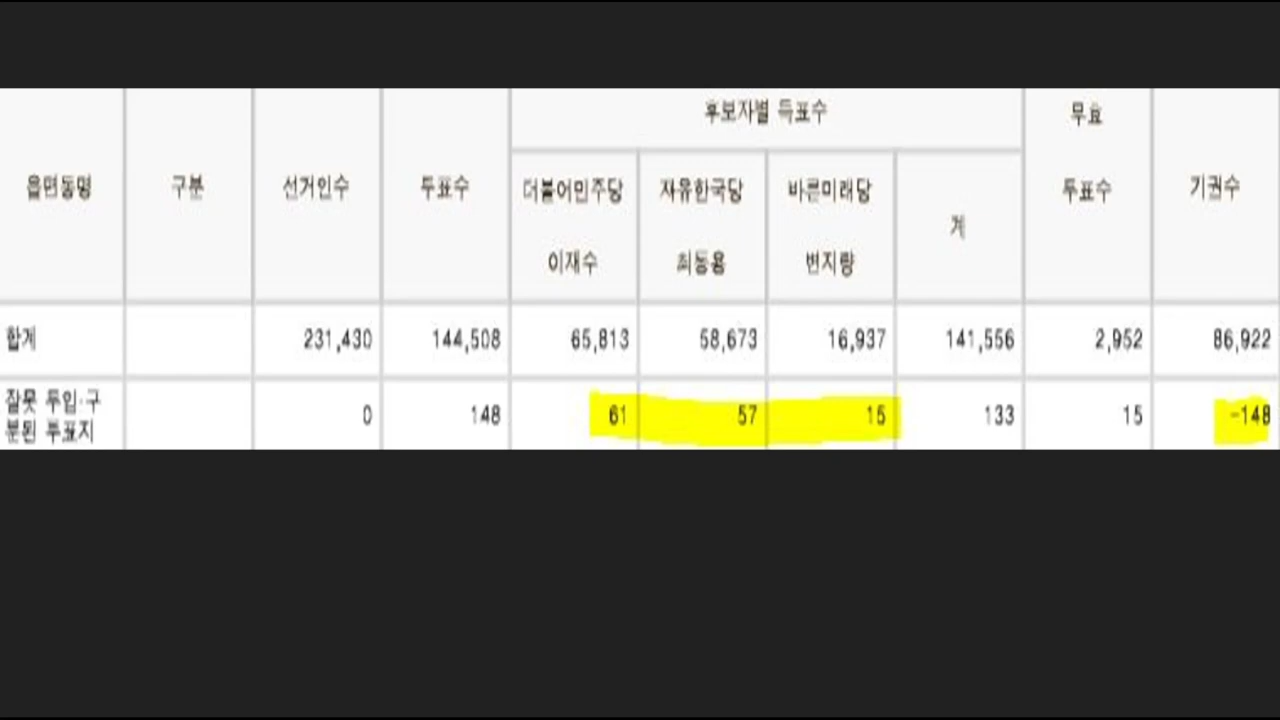 읍면동명 구분 선거인수 투표수 후보자별 득표수 무효 투표수 기권수
더불어민주당 자유한국당 바른미래당 계
이재수 최동용 변지량
합계 231,430 144,508 65,813 58,673 16,937 141,556 2,952 86,922
잘못 투입·구
분된 투표지 0 148 61 57 15 133 15 -148